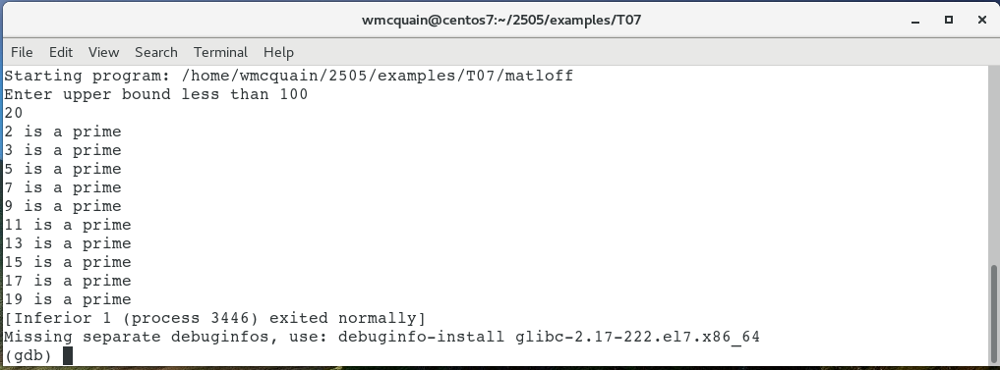 wmcquain@centos7:~/2505/examples/T07
File Edit View Search Terminal Help
Starting program: /home/wmcquain/2505/examples/T07/matloff
Enter upper bound less than 100
20
2 is a prime
3 is a prime
5 is a prime
7 is a prime
9 is a prime
11 is a prime
13 is a prime
15 is a prime
17 is a prime
19 is a prime
[Inferior 1 (process 3446) exited normally]
Missing separate debuginfos, use: debuginfo-install glibc-2.17-222.el7.x86_64
(gdb)